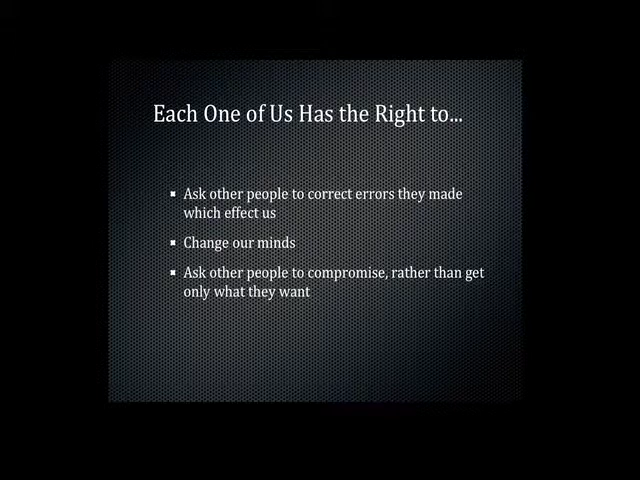 Each One of Us Has the Right to...
▪ Ask other people to correct errors they made
which effect us
▪ Change our minds
▪ Ask other people to compromise, rather than get
only what they want